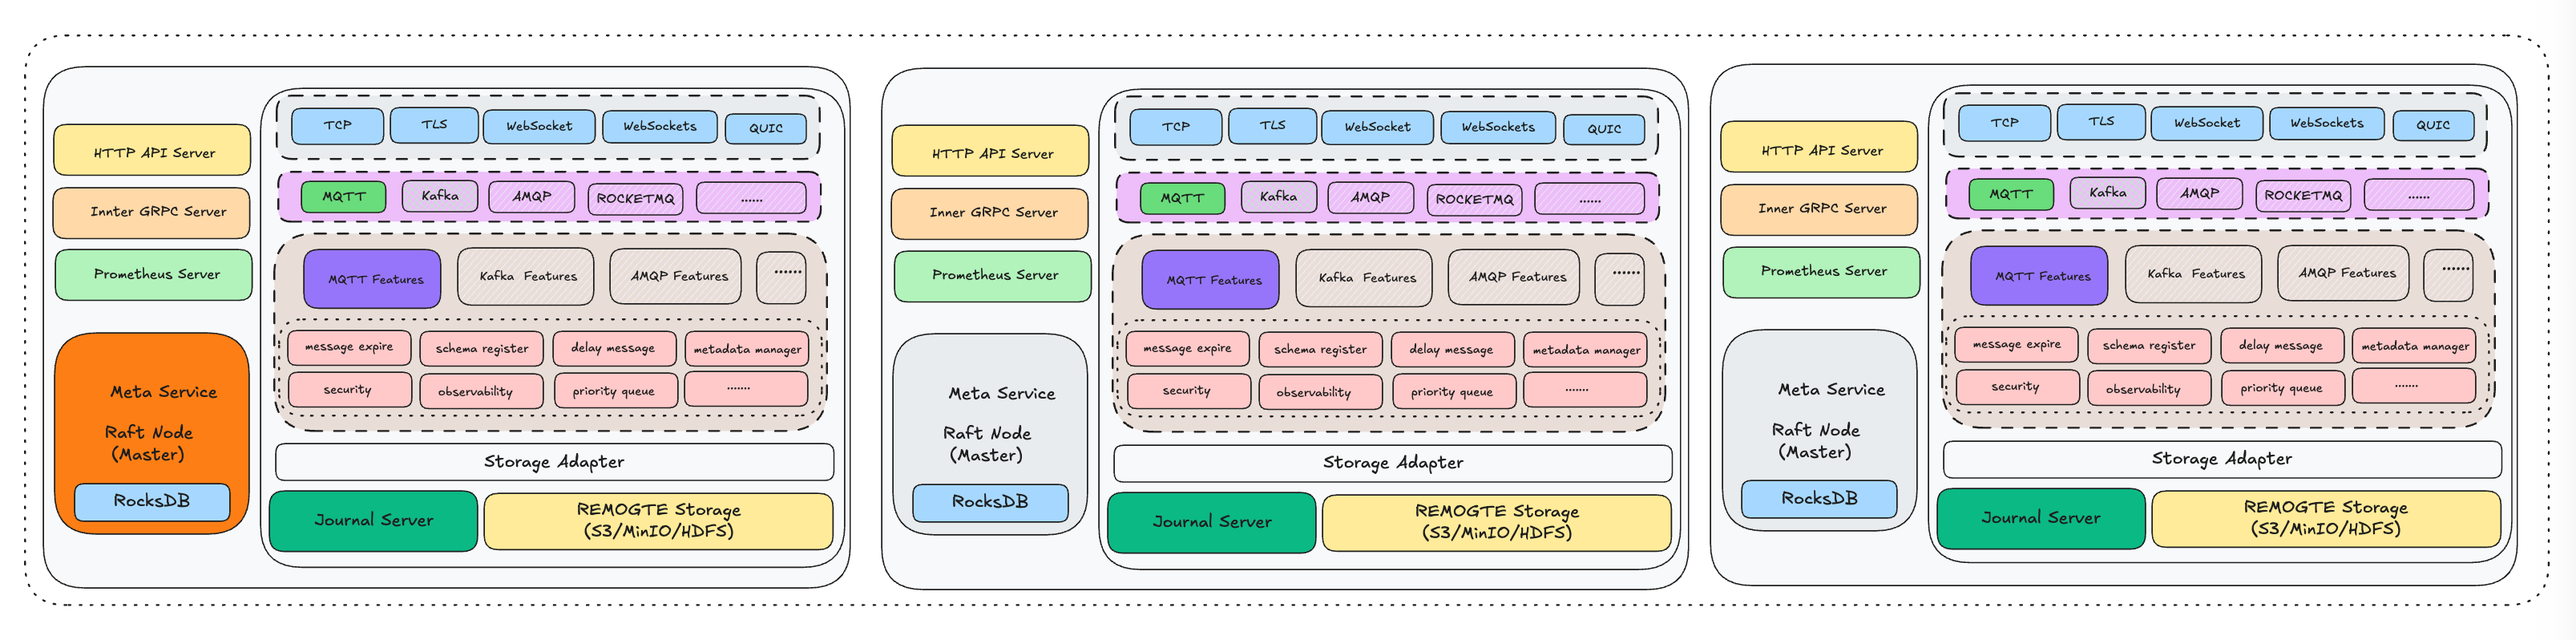 HTTP API Server
Innter GRPC Server
Prometheus Server
Meta Service
Raft Node
(Master)
RocksDB
TCP
TLS
WebSocket
WebSockets
QUIC
MQTT
Kafka
AMQP
ROCKETMQ
......
MQTT Features
Kafka Features
AMQP Features
......
message expire
schema register
delay message
metadata manager
security
observability
priority queue
.......
Storage Adapter
Journal Server
REMOGTE Storage
(S3/MinIO/HDFS)
HTTP API Server
Inner GRPC Server
Prometheus Server
Meta Service
Raft Node
(Master)
RocksDB
TCP
TLS
WebSocket
WebSockets
QUIC
MQTT
Kafka
AMQP
ROCKETMQ
......
MQTT Features
Kafka Features
AMQP Features
......
message expire
schema register
delay message
metadata manager
security
observability
priority queue
.......
Storage Adapter
Journal Server
REMOGTE Storage
(S3/MinIO/HDFS)
HTTP API Server
Inner GRPC Server
Prometheus Server
Meta Service
Raft Node
(Master)
RocksDB
TCP
TLS
WebSocket
WebSockets
QUIC
MQTT
Kafka
AMQP
ROCKETMQ
......
MQTT Features
Kafka Features
AMQP Features
......
message expire
schema register
delay message
metadata manager
security
observability
priority queue
.......
Storage Adapter
Journal Server
REMOGTE Storage
(S3/MinIO/HDFS)